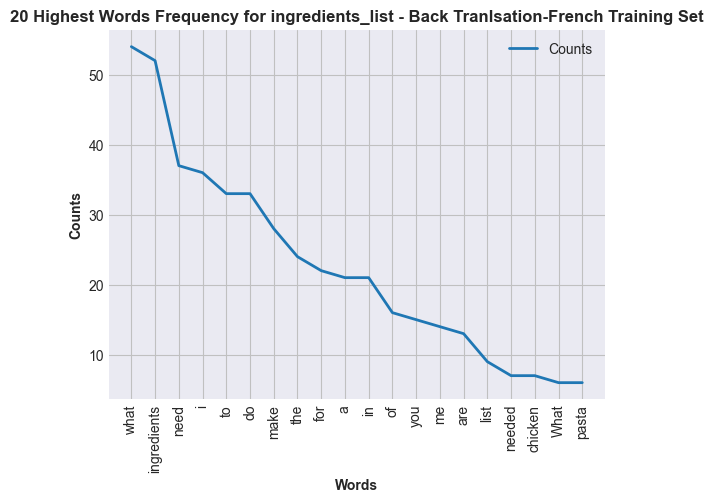 20 Highest Words Frequency for ingredients_list - Back Tranlsation-French Training Set
Counts
Counts
50
40
30
20
10
what
ingredients
need
i
to
do
make
the
for
a
in
of
you
me
are
list
needed
chicken
What
pasta
Words